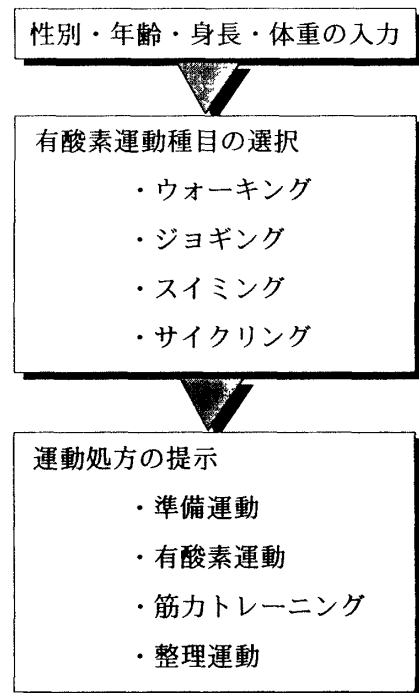 性別・年齢・身長・体重の入力
有酸素運動種目の選択
・ウォーキング
・ジョギング
・スイミング
・サイクリング
運動処方の提示
・準備運動
・有酸素運動
・筋力トレーニング
・整理運動